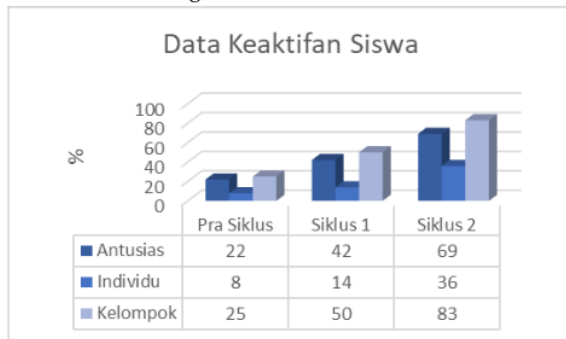 Data Keaktifan Siswa
100
80
60
40
20
0
%
Pra Siklus Siklus 1 Siklus 2
Antusias 22 42 69
Individu 8 14 36
Kelompok 25 50 83